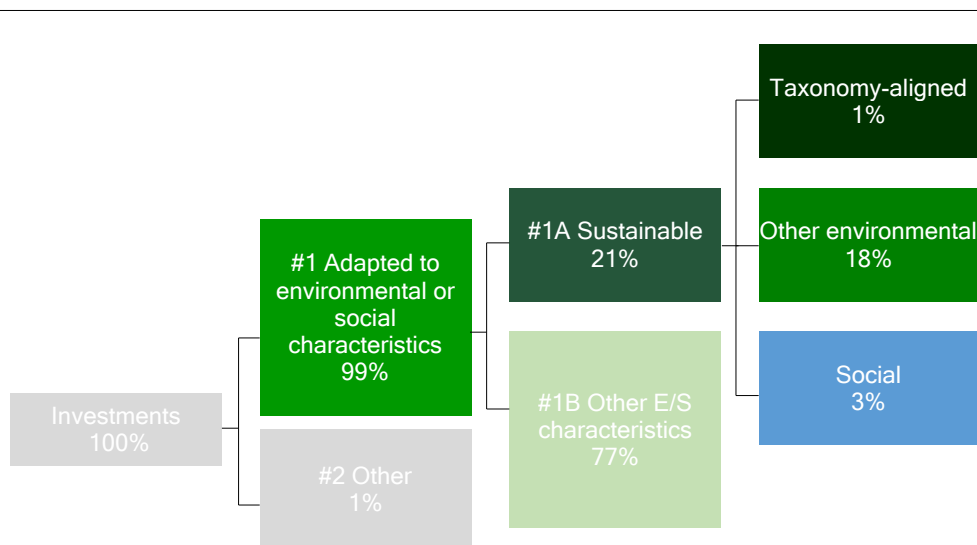 Investments
100%
#1 Adapted to
environmental or
social
characteristics
99%
#2 Other
1%
#1A Sustainable
21%
#1B Other E/S
characteristics
77%
Taxonomy-aligned
1%
Other environmental
18%
Social
3%